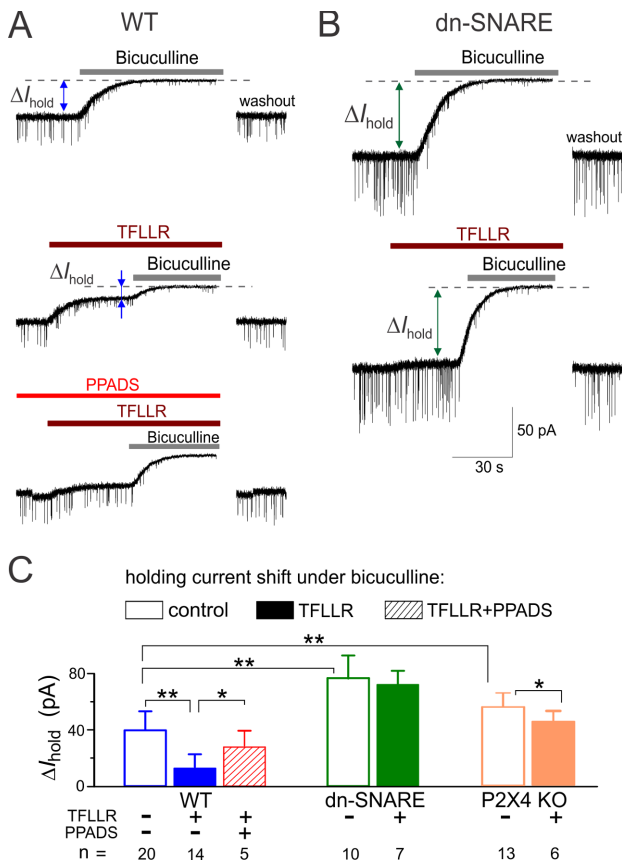 A WT
Bicuculline
ΔIhold
washout
TFLLR
Bicuculline
ΔIhold
PPADS
TFLLR
Bicuculline
B dn-SNARE
Bicuculline
ΔIhold
washout
TFLLR
Bicuculline
ΔIhold
50 pA
30 s
C
holding current shift under bicuculline:
control TFLLR TFLLR+PPADS
**
**
** * *
80
40
0
ΔIhold (pA)
WT dn-SNARE P2X4 KO
TFLLR - + + - + - +
PPADS - - +
n = 20 14 5 10 7 13 6